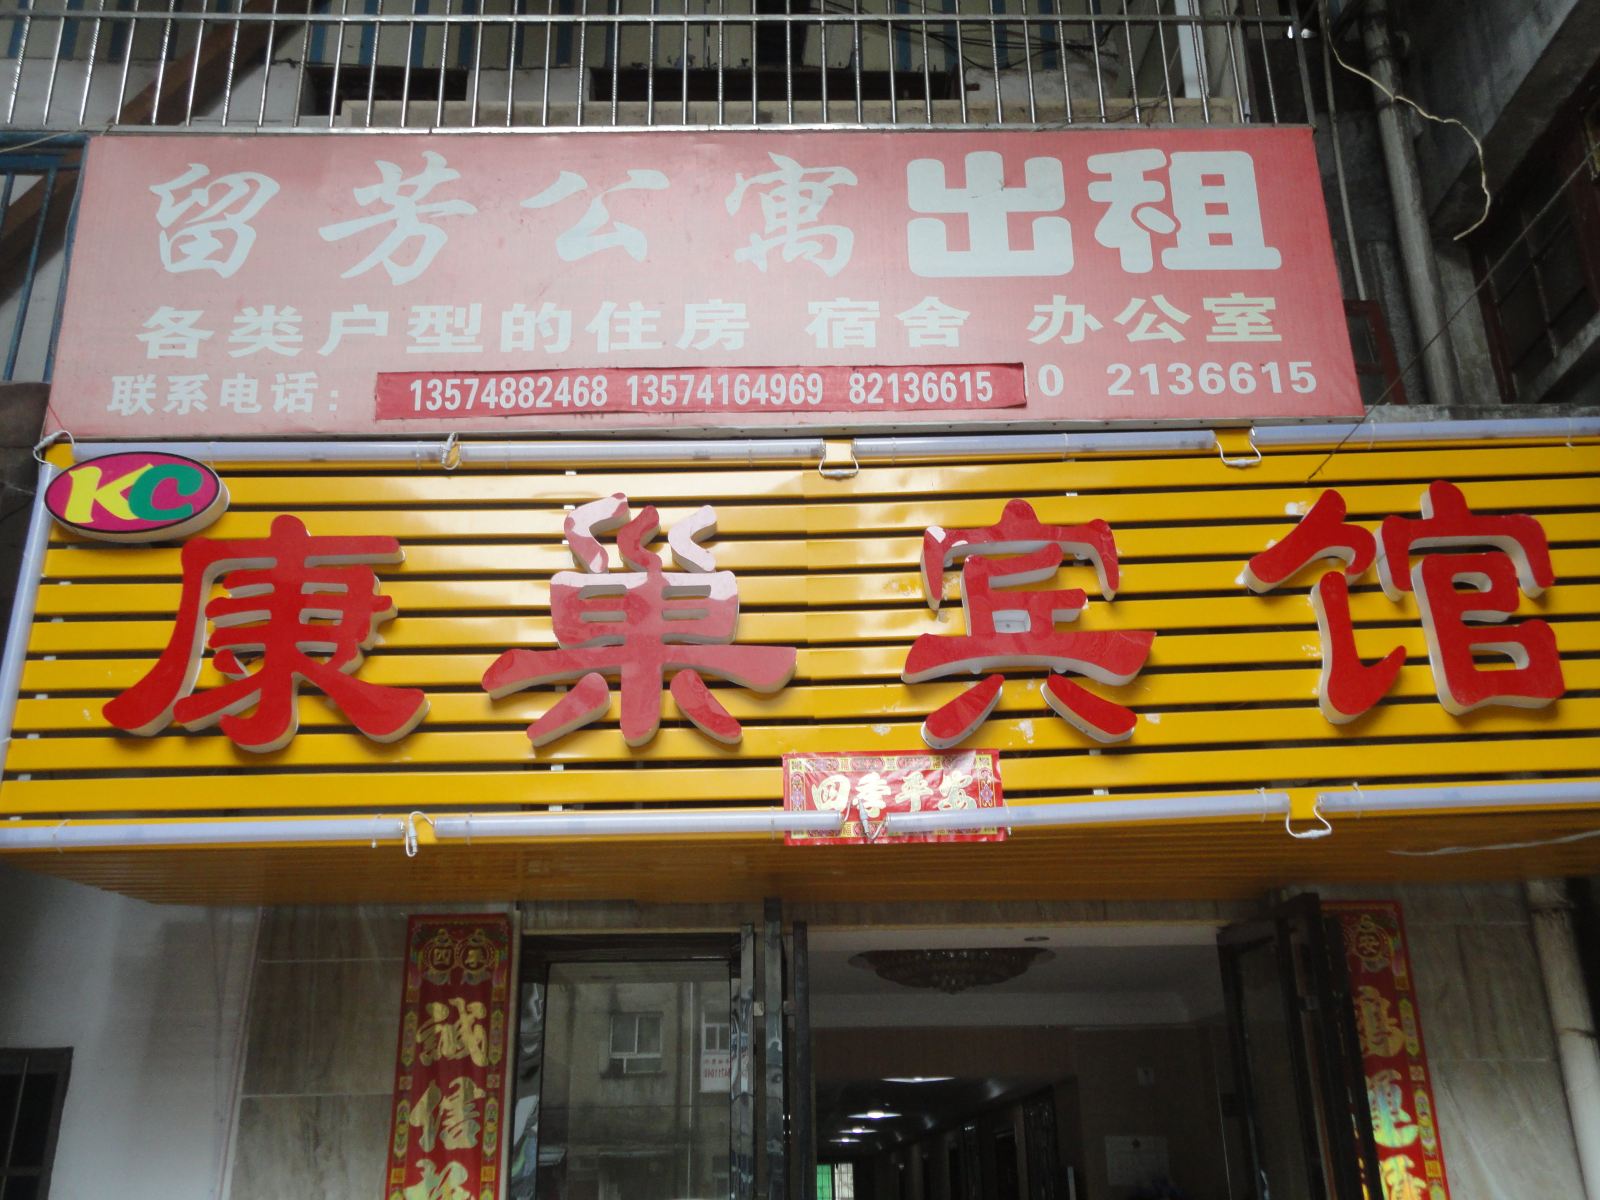 留芳公寓出租
各类户型的住房 宿舍 办公室
联系电话: 13574882468 13574164969 82136615 0 2136615
KC
康巢宾馆
四季平安
四季
诚信